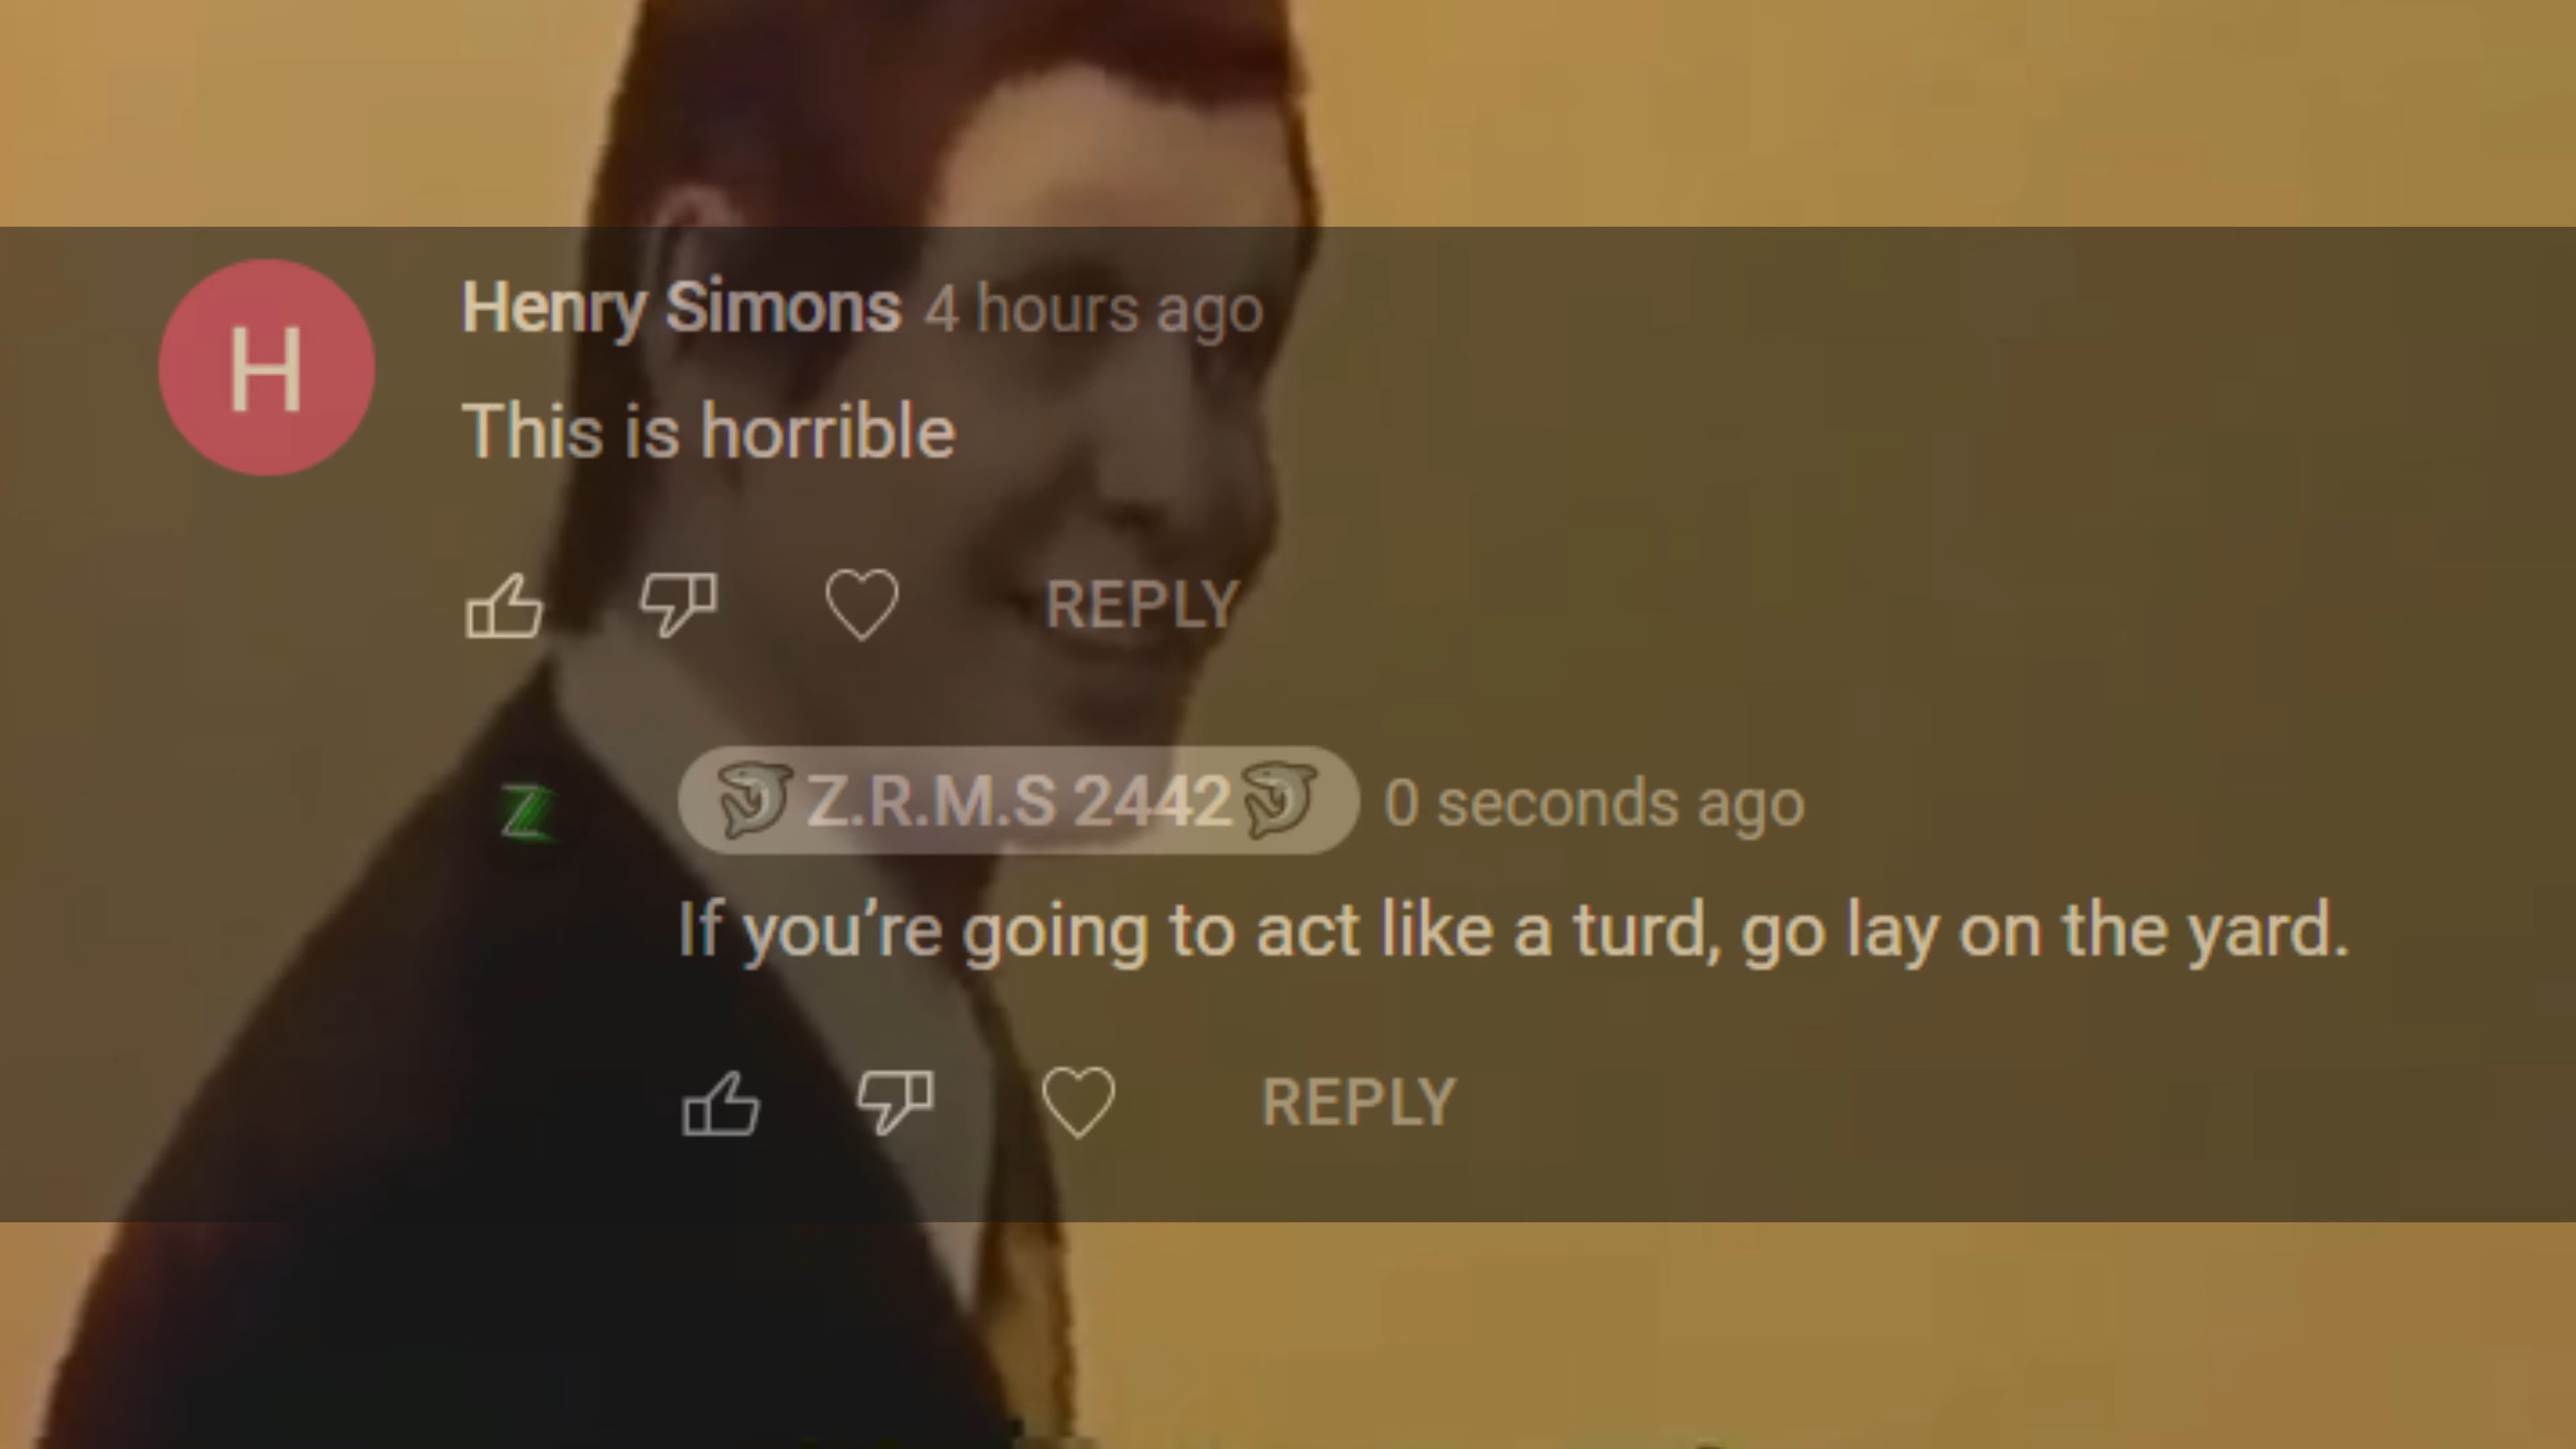 H
Henry Simons 4 hours ago
This is horrible
REPLY
Z
Z.R.M.S 2442 0 seconds ago
If you’re going to act like a turd, go lay on the yard.
REPLY